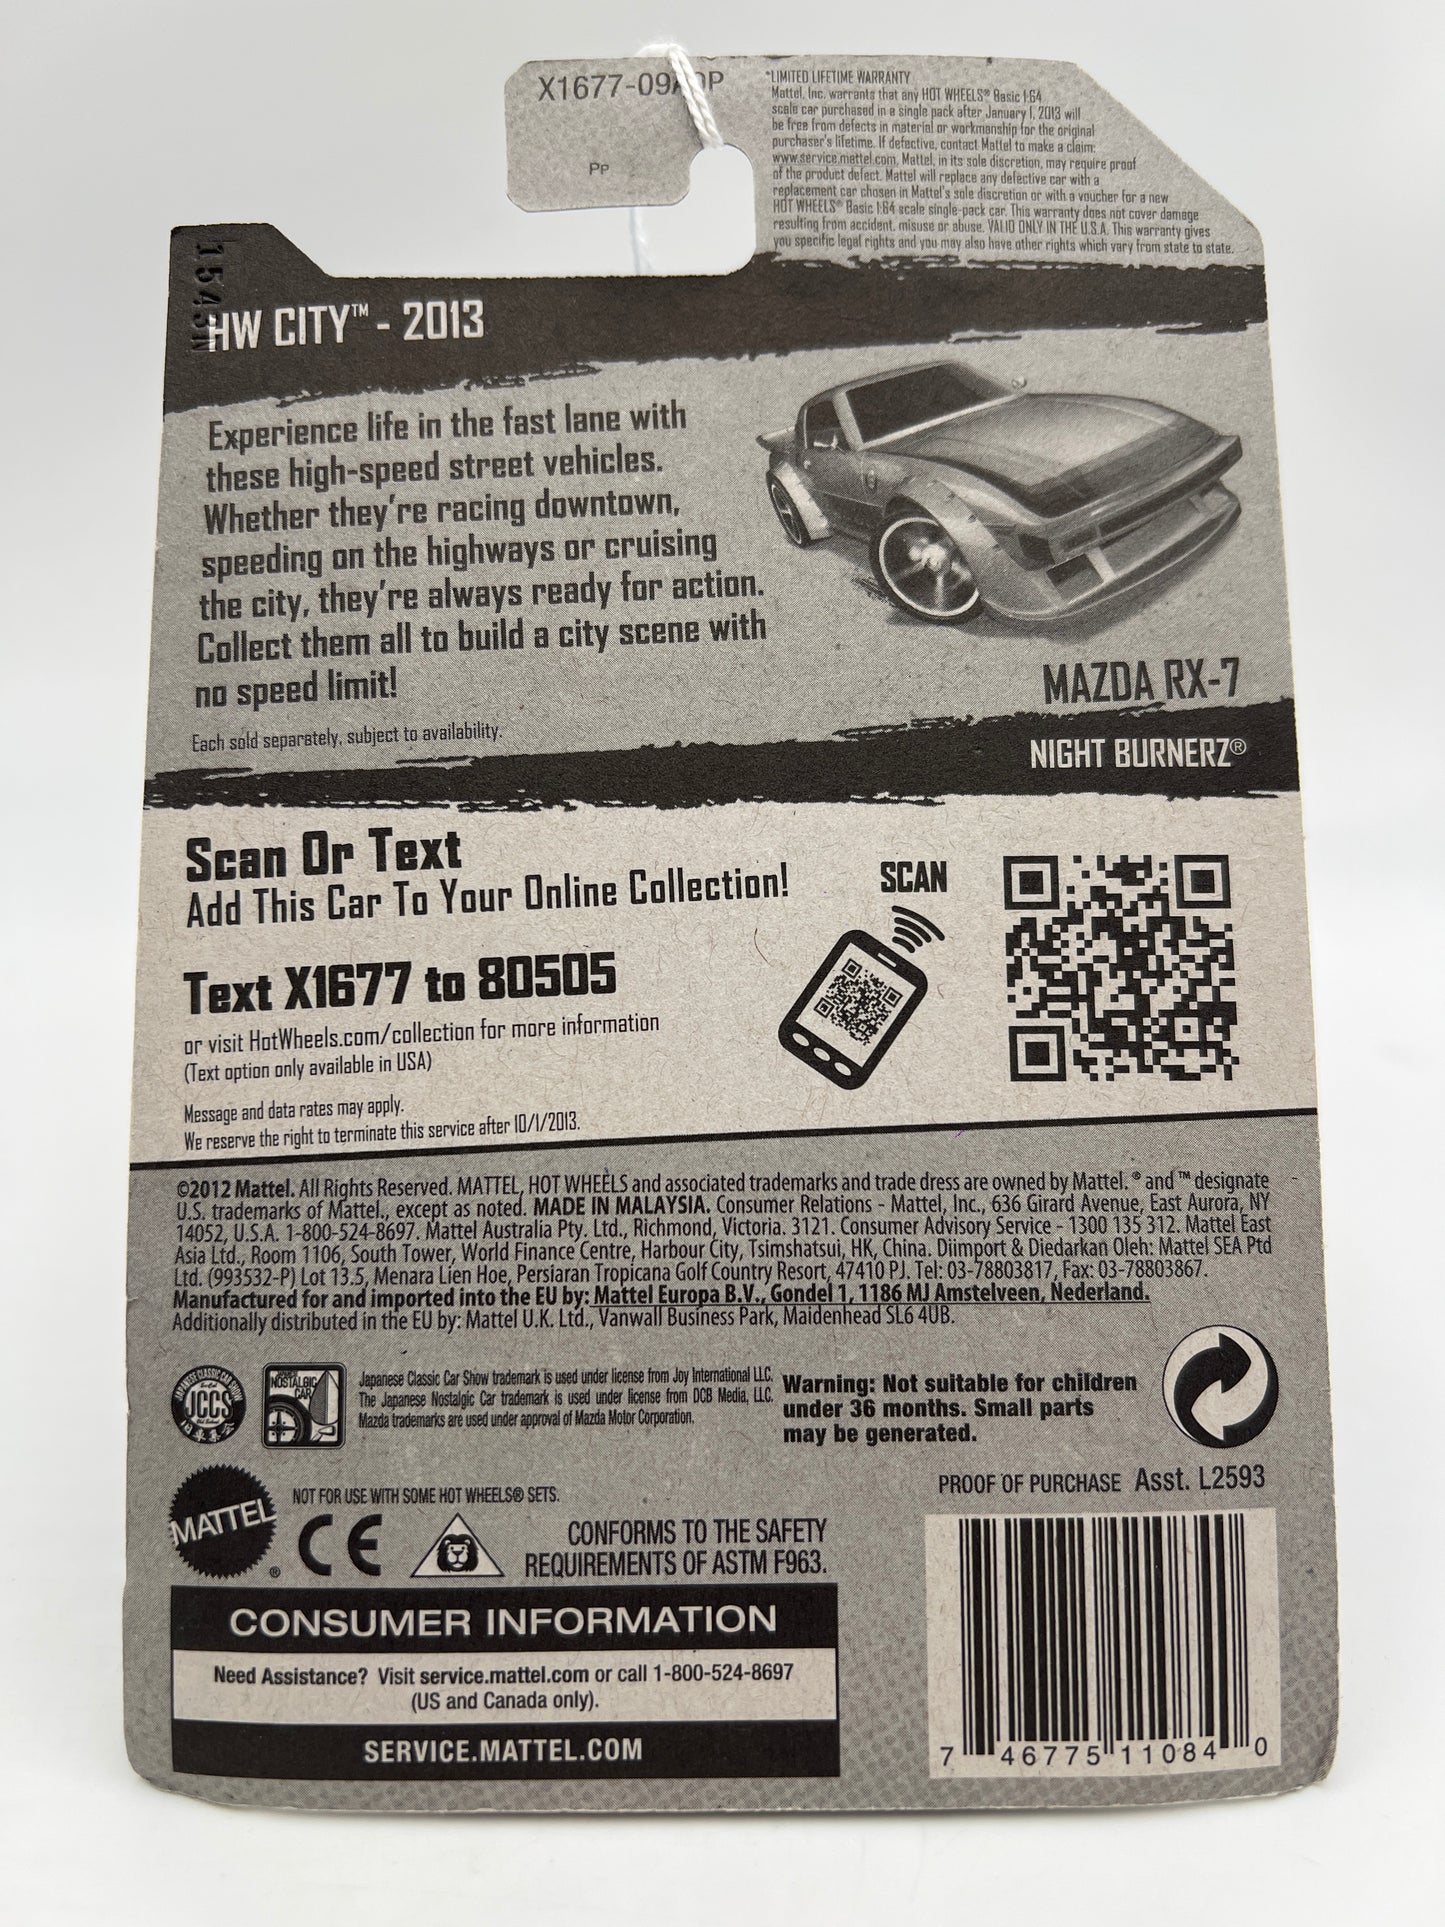 X1677-09
Pp
*LIMITED LIFETIME WARRANTY
Mattel, Inc. warrants that any HOT WHEELS® Basic 1:64
scale car purchased in a single pack after January 1, 2013 will
be free from defects in material or workmanship for the original
purchaser's lifetime. If defective, contact Mattel to make a claim:
www.service.mattel.com. Mattel, in its sole discretion, may require proof
of the product defect. Mattel will replace any defective car with a
replacement car chosen in Mattel's sole discretion or with a voucher for a new
HOT WHEELS® Basic 1:64 scale single-pack car. This warranty does not cover damage
resulting from accident, misuse or abuse. VALID ONLY IN THE U.S.A. This warranty gives
you specific legal rights and you may also have other rights which vary from state to state.
HW CITY™ - 2013
Experience life in the fast lane with
these high-speed street vehicles.
Whether they're racing downtown,
speeding on the highways or cruising
the city, they're always ready for action.
Collect them all to build a city scene with
no speed limit!
Each sold separately, subject to availability.
MAZDA RX-7
NIGHT BURNERZ®
Scan Or Text
Add This Car To Your Online Collection!
Text X1677 to 80505
or visit HotWheels.com/collection for more information
(Text option only available in USA)
Message and data rates may apply.
We reserve the right to terminate this service after 10/1/2013.
SCAN
©2012 Mattel. All Rights Reserved. MATTEL, HOT WHEELS and associated trademarks and trade dress are owned by Mattel. ® and ™ designate
U.S. trademarks of Mattel., except as noted. MADE IN MALAYSIA. Consumer Relations - Mattel, Inc., 636 Girard Avenue, East Aurora, NY
14052, U.S.A. 1-800-524-8697. Mattel Australia Pty. Ltd., Richmond, Victoria. 3121. Consumer Advisory Service - 1300 135 312. Mattel East
Asia Ltd., Room 1106, South Tower, World Finance Centre, Harbour City, Tsimshatsui, HK, China. Diimport & Diedarkan Oleh: Mattel SEA Ptd
Ltd. (993532-P) Lot 13.5, Menara Lien Hoe, Persiaran Tropicana Golf Country Resort, 47410 PJ. Tel: 03-78803817, Fax: 03-78803867.
Manufactured for and imported into the EU by: Mattel Europa B.V., Gondel 1, 1186 MJ Amstelveen, Nederland.
Additionally distributed in the EU by: Mattel U.K. Ltd., Vanwall Business Park, Maidenhead SL6 4UB.
JCCS
NOSTALGIC
CAR
Japanese Classic Car Show trademark is used under license from Joy International LLC.
The Japanese Nostalgic Car trademark is used under license from DCB Media, LLC.
Mazda trademarks are used under approval of Mazda Motor Corporation.
Warning: Not suitable for children
under 36 months. Small parts
may be generated.
PROOF OF PURCHASE Asst. L2593
MATTEL®
NOT FOR USE WITH SOME HOT WHEELS® SETS.
CE
CONFORMS TO THE SAFETY
REQUIREMENTS OF ASTM F963.
CONSUMER INFORMATION
Need Assistance? Visit service.mattel.com or call 1-800-524-8697
(US and Canada only).
SERVICE.MATTEL.COM
7 46775 11084 0